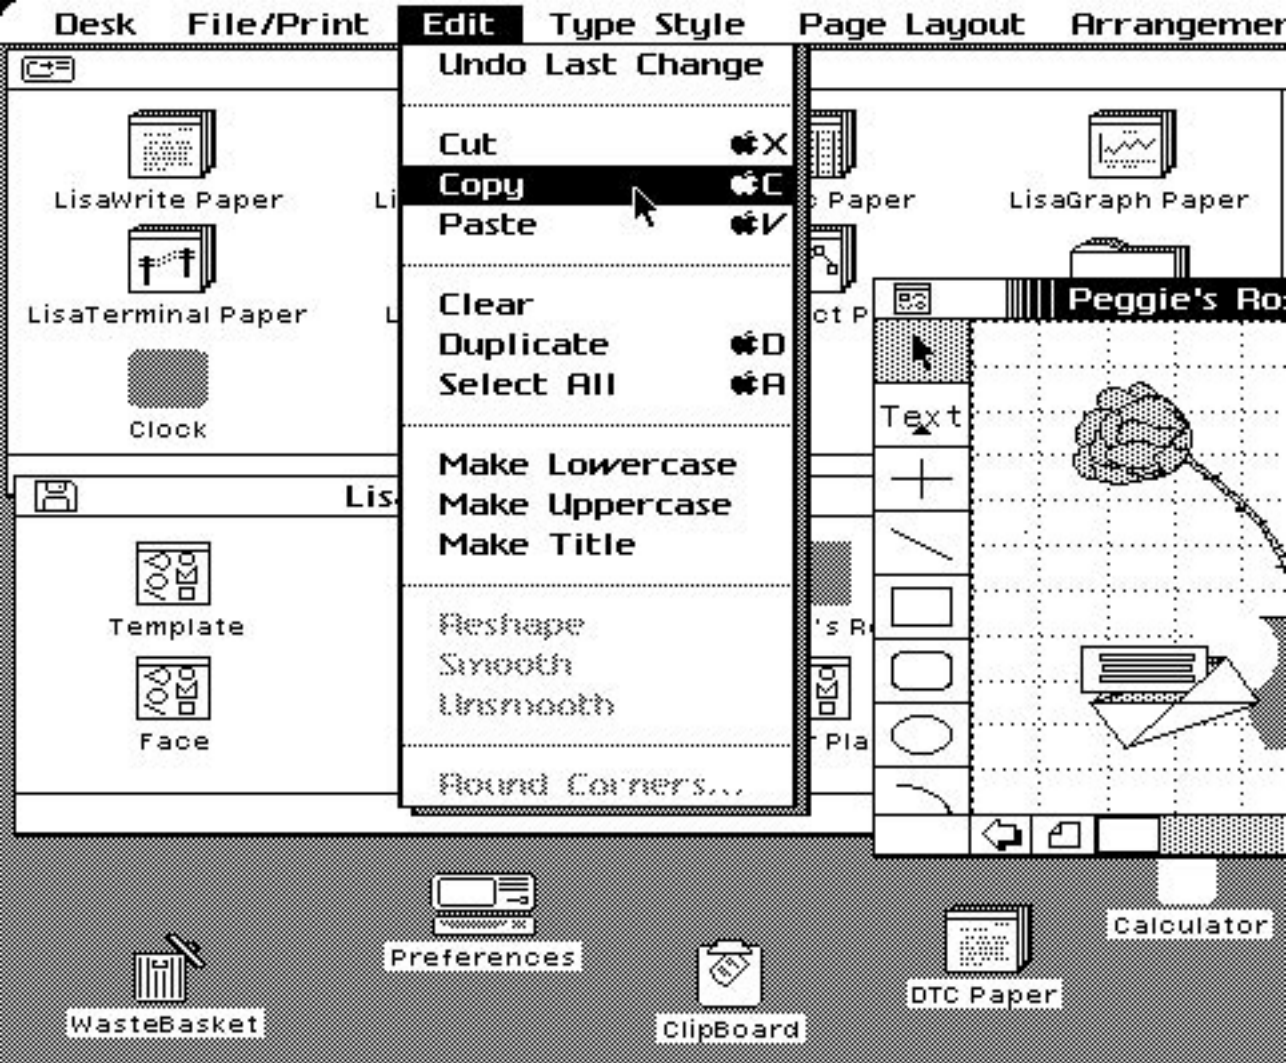 Desk File/Print Edit Type Style Page Layout
Undo Last Change
Cut X
Copy C
Paste V
Clear
Duplicate D
Select All A
Make Lowercase
Make Uppercase
Make Title
Reshape
Smooth
Unsmooth
Round Corners...
LisaWrite Paper
Paper
LisaGraph Paper
LisaTerminal Paper
Clock
Peggie's
Text
Template
Face
Preferences
Calculator
DTC Paper
WasteBasket
ClipBoard